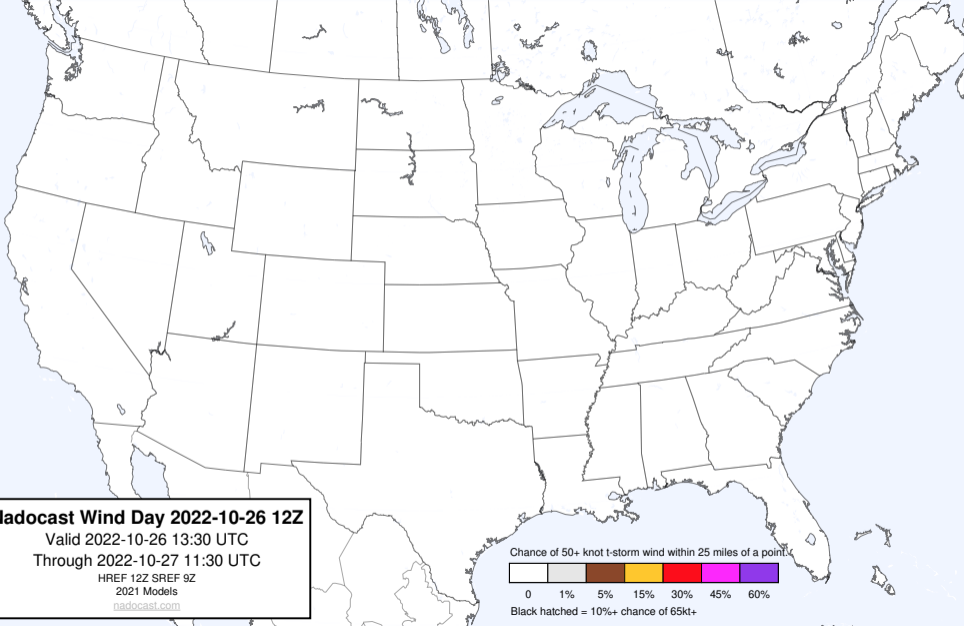 Nadocast Wind Day 2022-10-26 12Z
Valid 2022-10-26 13:30 UTC
Through 2022-10-27 11:30 UTC
HREF 12Z SREF 9Z
2021 Models
nadocast.com
Chance of 50+ knot t-storm wind within 25 miles of a point.
0 1% 5% 15% 30% 45% 60%
Black hatched = 10%+ chance of 65kt+